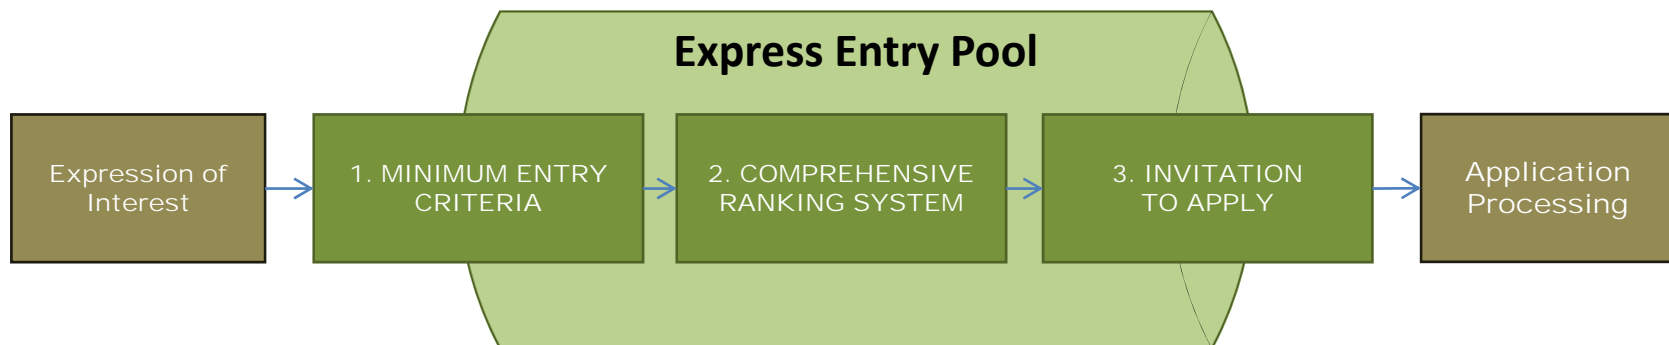 Express Entry Pool
Expression of
Interest
1. MINIMUM ENTRY
CRITERIA
2. COMPREHENSIVE
RANKING SYSTEM
3. INVITATION
TO APPLY
Application
Processing